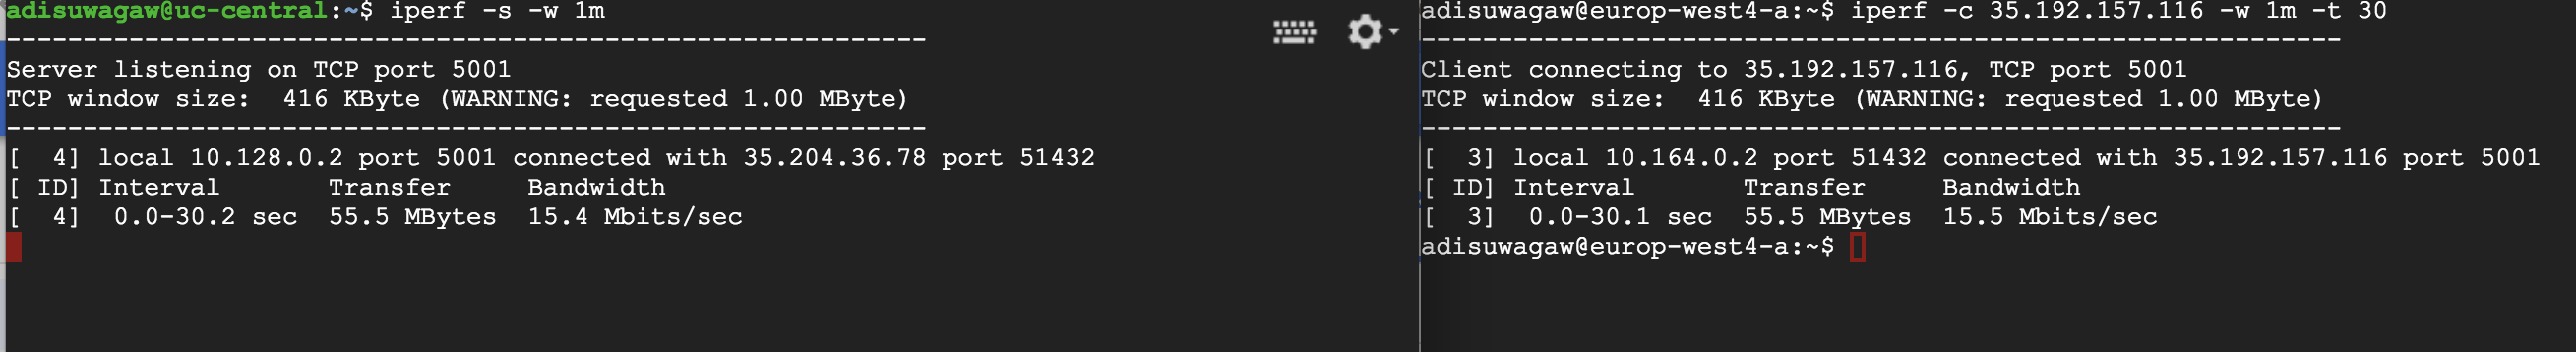 adisuwagaw@uc-central:~$ iperf -s -w 1m
------------------------------------------------------------
Server listening on TCP port 5001
TCP window size:  416 KByte (WARNING: requested 1.00 MByte)
------------------------------------------------------------
[  4] local 10.128.0.2 port 5001 connected with 35.204.36.78 port 51432
[ ID] Interval       Transfer     Bandwidth
[  4]  0.0-30.2 sec  55.5 MBytes  15.4 Mbits/sec
adisuwagaw@europ-west4-a:~$ iperf -c 35.192.157.116 -w 1m -t 30
------------------------------------------------------------
Client connecting to 35.192.157.116, TCP port 5001
TCP window size:  416 KByte (WARNING: requested 1.00 MByte)
------------------------------------------------------------
[  3] local 10.164.0.2 port 51432 connected with 35.192.157.116 port 5001
[ ID] Interval       Transfer     Bandwidth
[  3]  0.0-30.1 sec  55.5 MBytes  15.5 Mbits/sec
adisuwagaw@europ-west4-a:~$